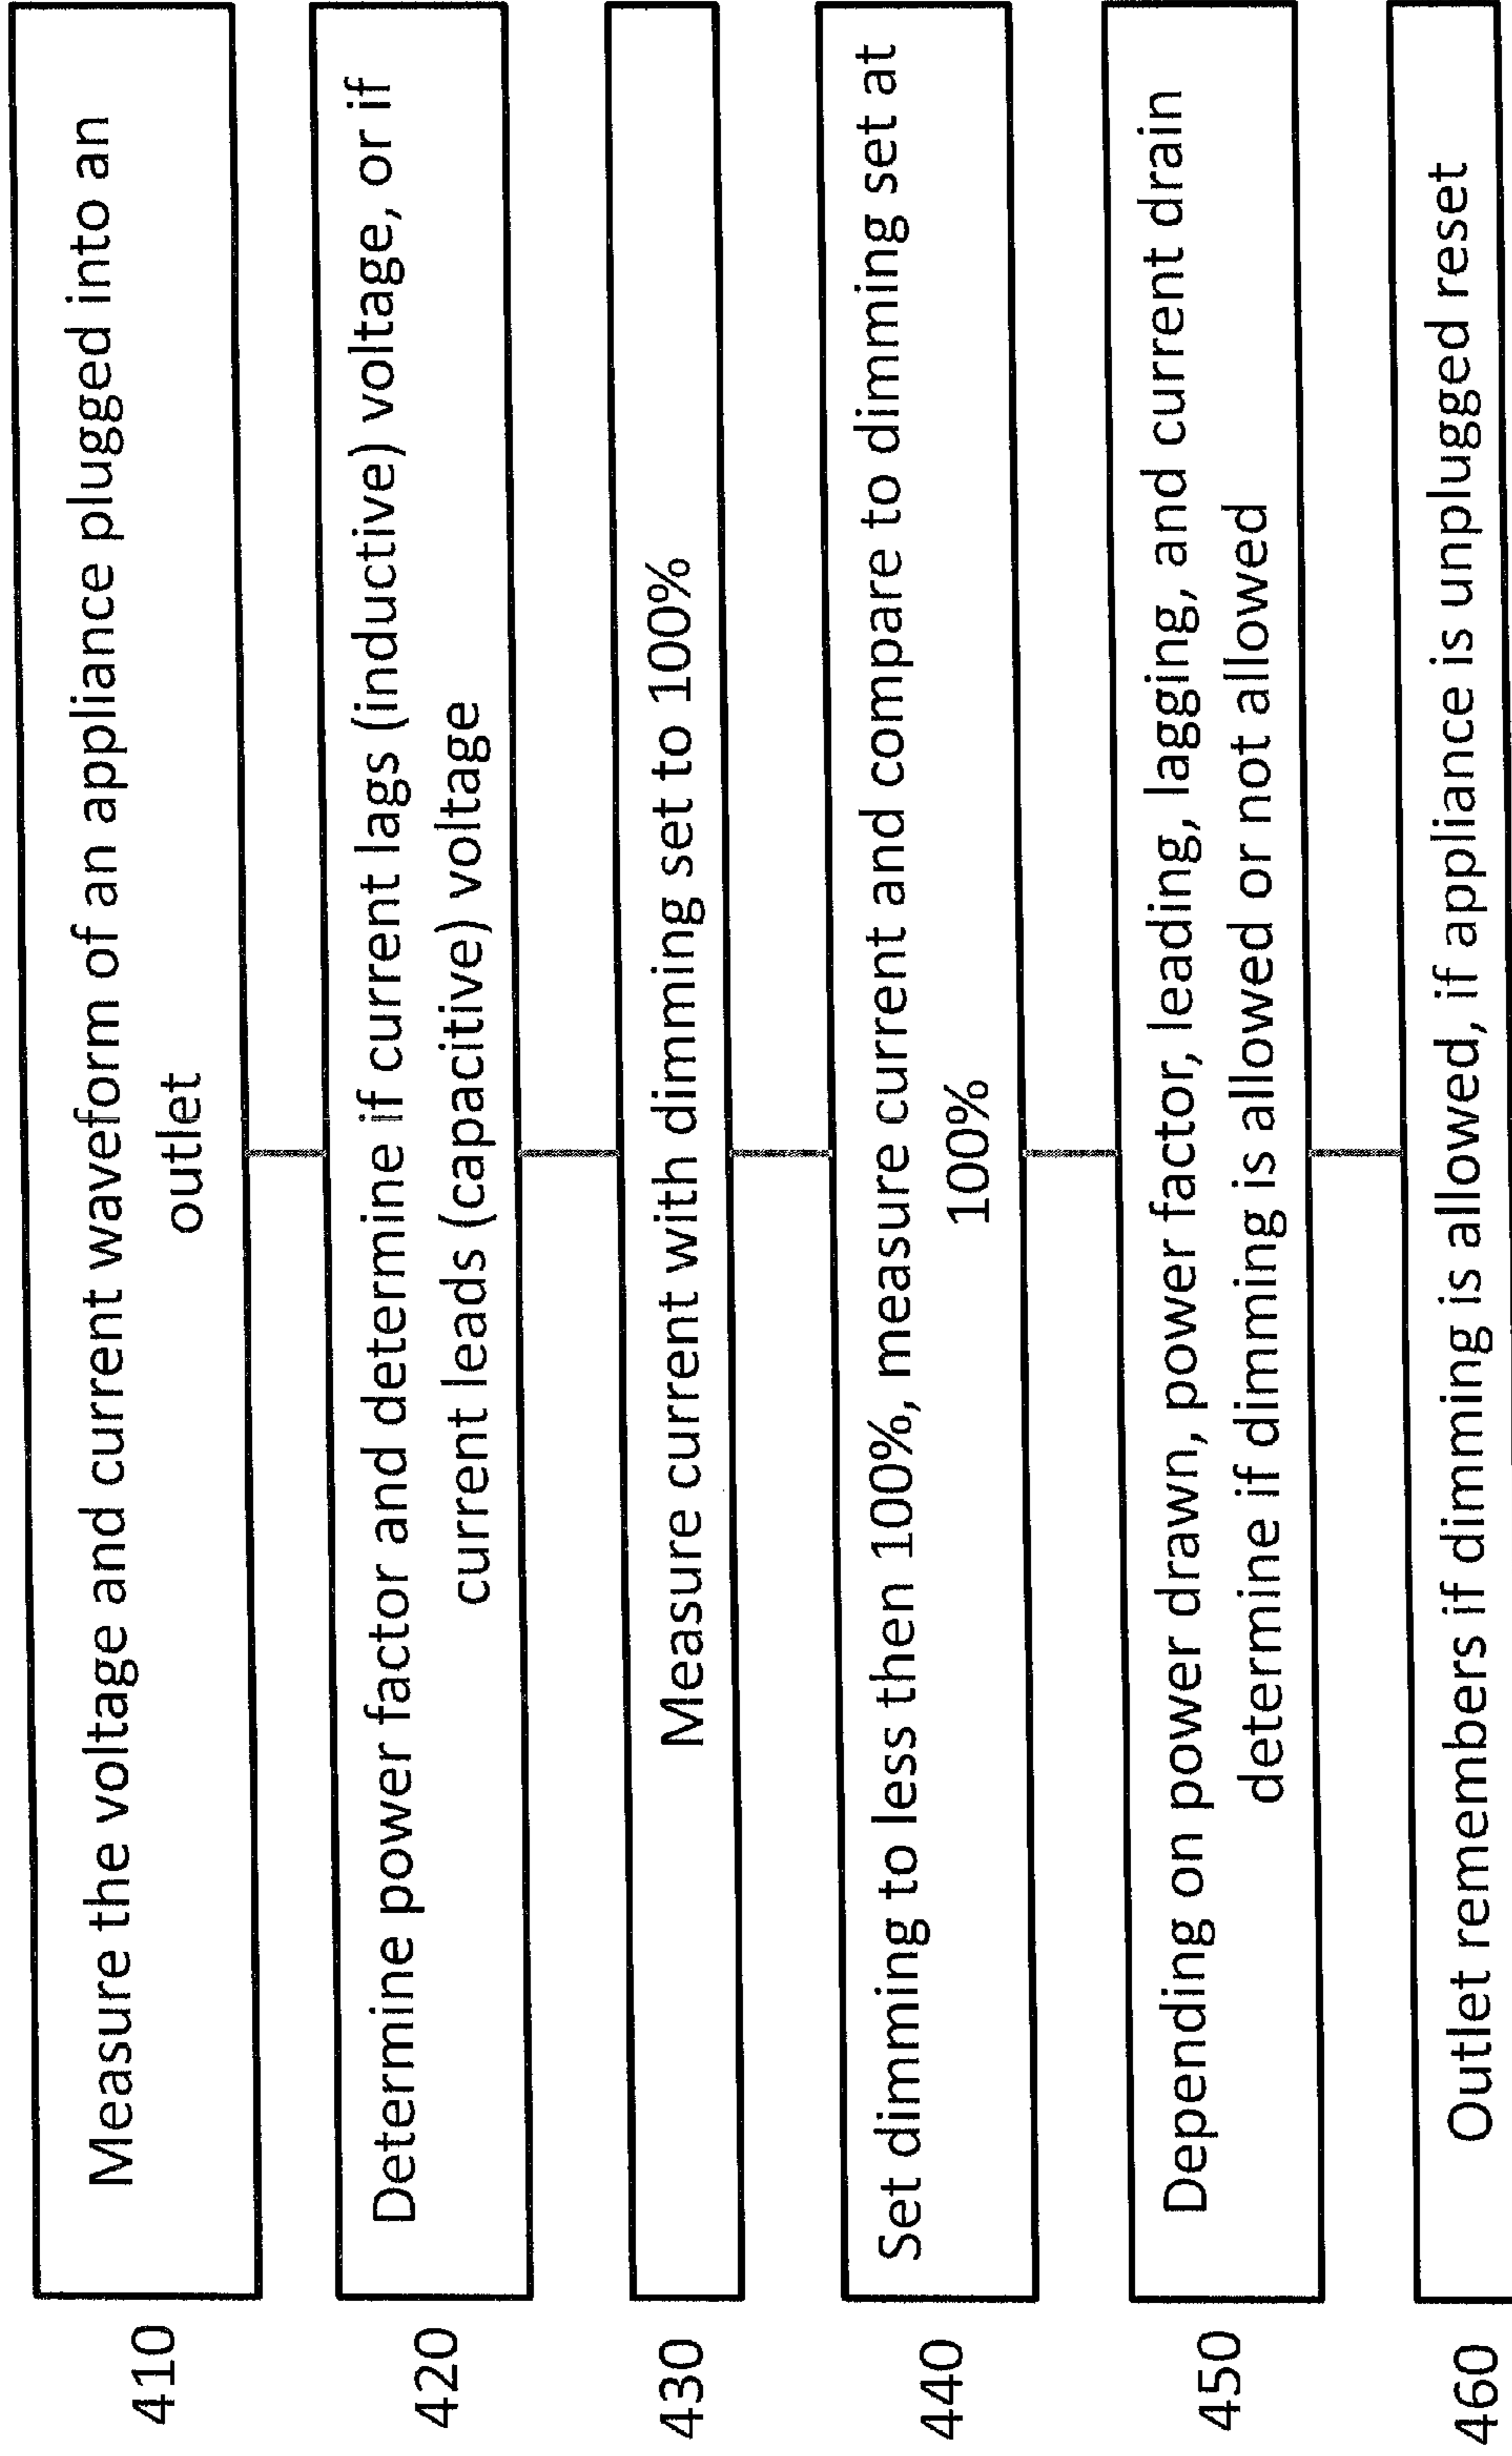 410
Measure the voltage and current waveform of an appliance plugged into an
outlet
420
Determine power factor and determine if current lags (inductive) voltage, or if
current leads (capacitive) voltage
430
Measure current with dimming set to 100%
440
Set dimming to less then 100%, measure current and compare to dimming set at
100%
450
Depending on power drawn, power factor, leading, lagging, and current drain
determine if dimming is allowed or not allowed
460
Outlet remembers if dimming is allowed, if appliance is unplugged reset